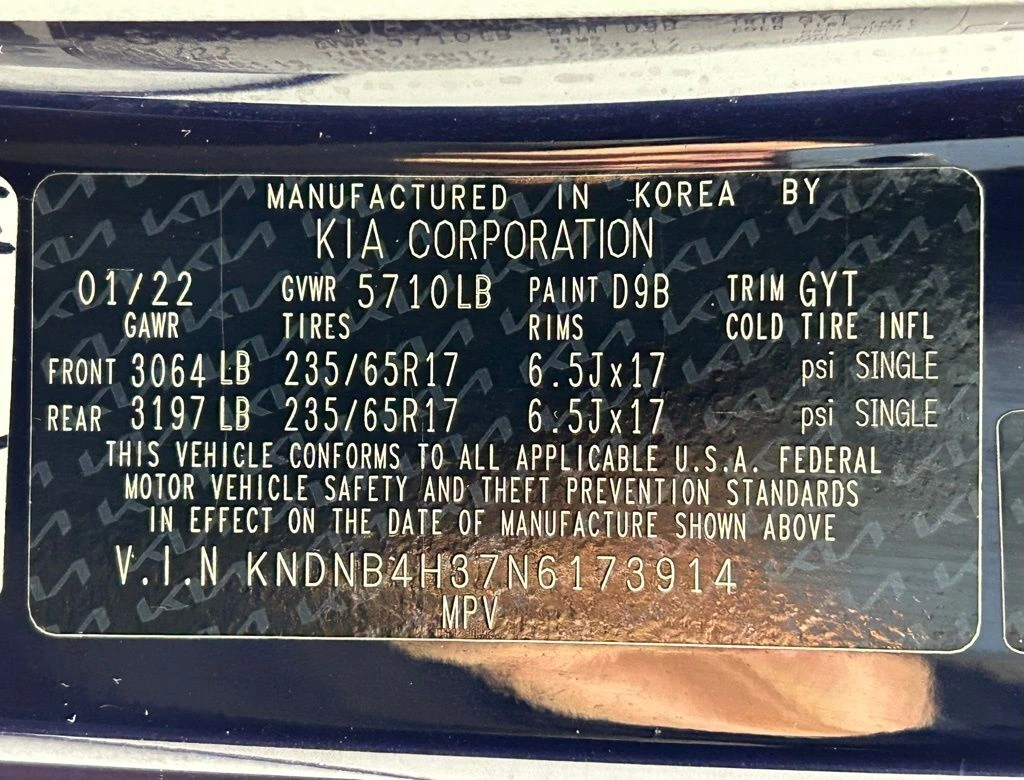 MANUFACTURED IN KOREA BY
KIA CORPORATION
01/22 GVWR 5710LB PAINT D9B TRIM GYT
GAWR TIRES RIMS COLD TIRE INFL
FRONT 3064 LB 235/65R17 6.5Jx17 psi SINGLE
REAR 3197 LB 235/65R17 6.5Jx17 psi SINGLE
THIS VEHICLE CONFORMS TO ALL APPLICABLE U.S.A. FEDERAL
MOTOR VEHICLE SAFETY AND THEFT PREVENTION STANDARDS
IN EFFECT ON THE DATE OF MANUFACTURE SHOWN ABOVE
V.I.N KNDNB4H37N6173914
MPV